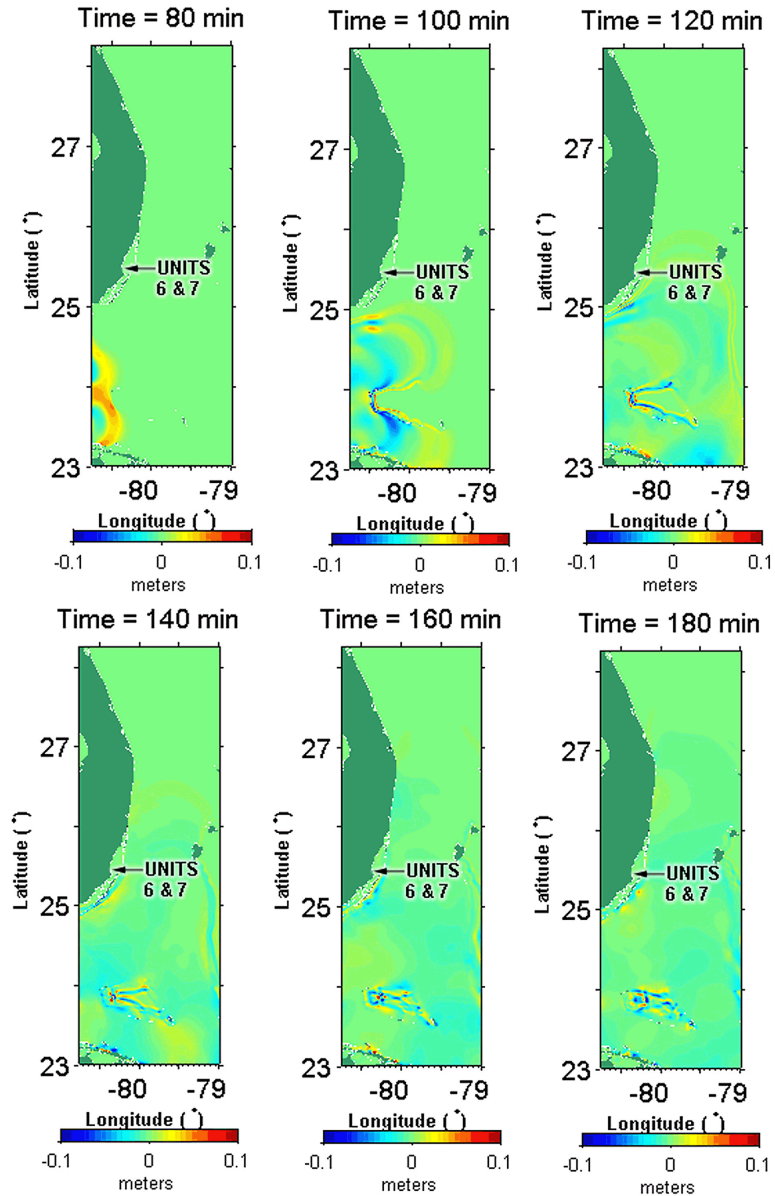 Time = 80 min
27
25
23
Latitude (°)
UNITS
6 & 7
-80 -79
Longitude (°)
-0.1 0 0.1
meters
Time = 100 min
27
25
23
Latitude (°)
UNITS
6 & 7
-80 -79
Longitude (°)
-0.1 0 0.1
meters
Time = 120 min
27
25
23
Latitude (°)
UNITS
6 & 7
-80 -79
Longitude (°)
-0.1 0 0.1
meters
Time = 140 min
27
25
23
Latitude (°)
UNITS
6 & 7
-80 -79
Longitude (°)
-0.1 0 0.1
meters
Time = 160 min
27
25
23
Latitude (°)
UNITS
6 & 7
-80 -79
Longitude (°)
-0.1 0 0.1
meters
Time = 180 min
27
25
23
Latitude (°)
UNITS
6 & 7
-80 -79
Longitude (°)
-0.1 0 0.1
meters